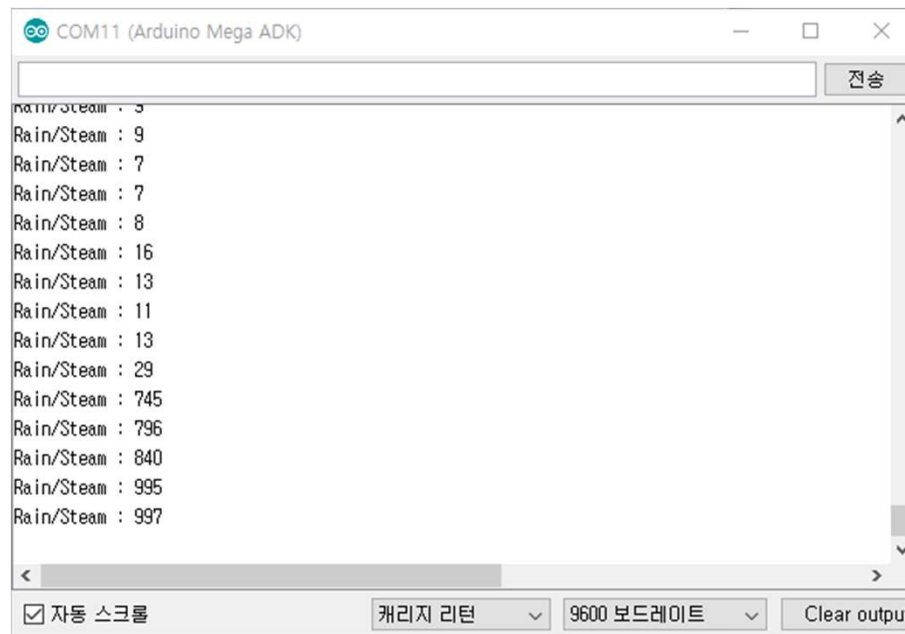 COM11 (Arduino Mega ADK)
전송
Rain/Steam : 9
Rain/Steam : 7
Rain/Steam : 7
Rain/Steam : 8
Rain/Steam : 16
Rain/Steam : 13
Rain/Steam : 11
Rain/Steam : 13
Rain/Steam : 29
Rain/Steam : 745
Rain/Steam : 796
Rain/Steam : 840
Rain/Steam : 995
Rain/Steam : 997
자동 스크롤 캐리지 리턴 9600 보드레이트 Clear output